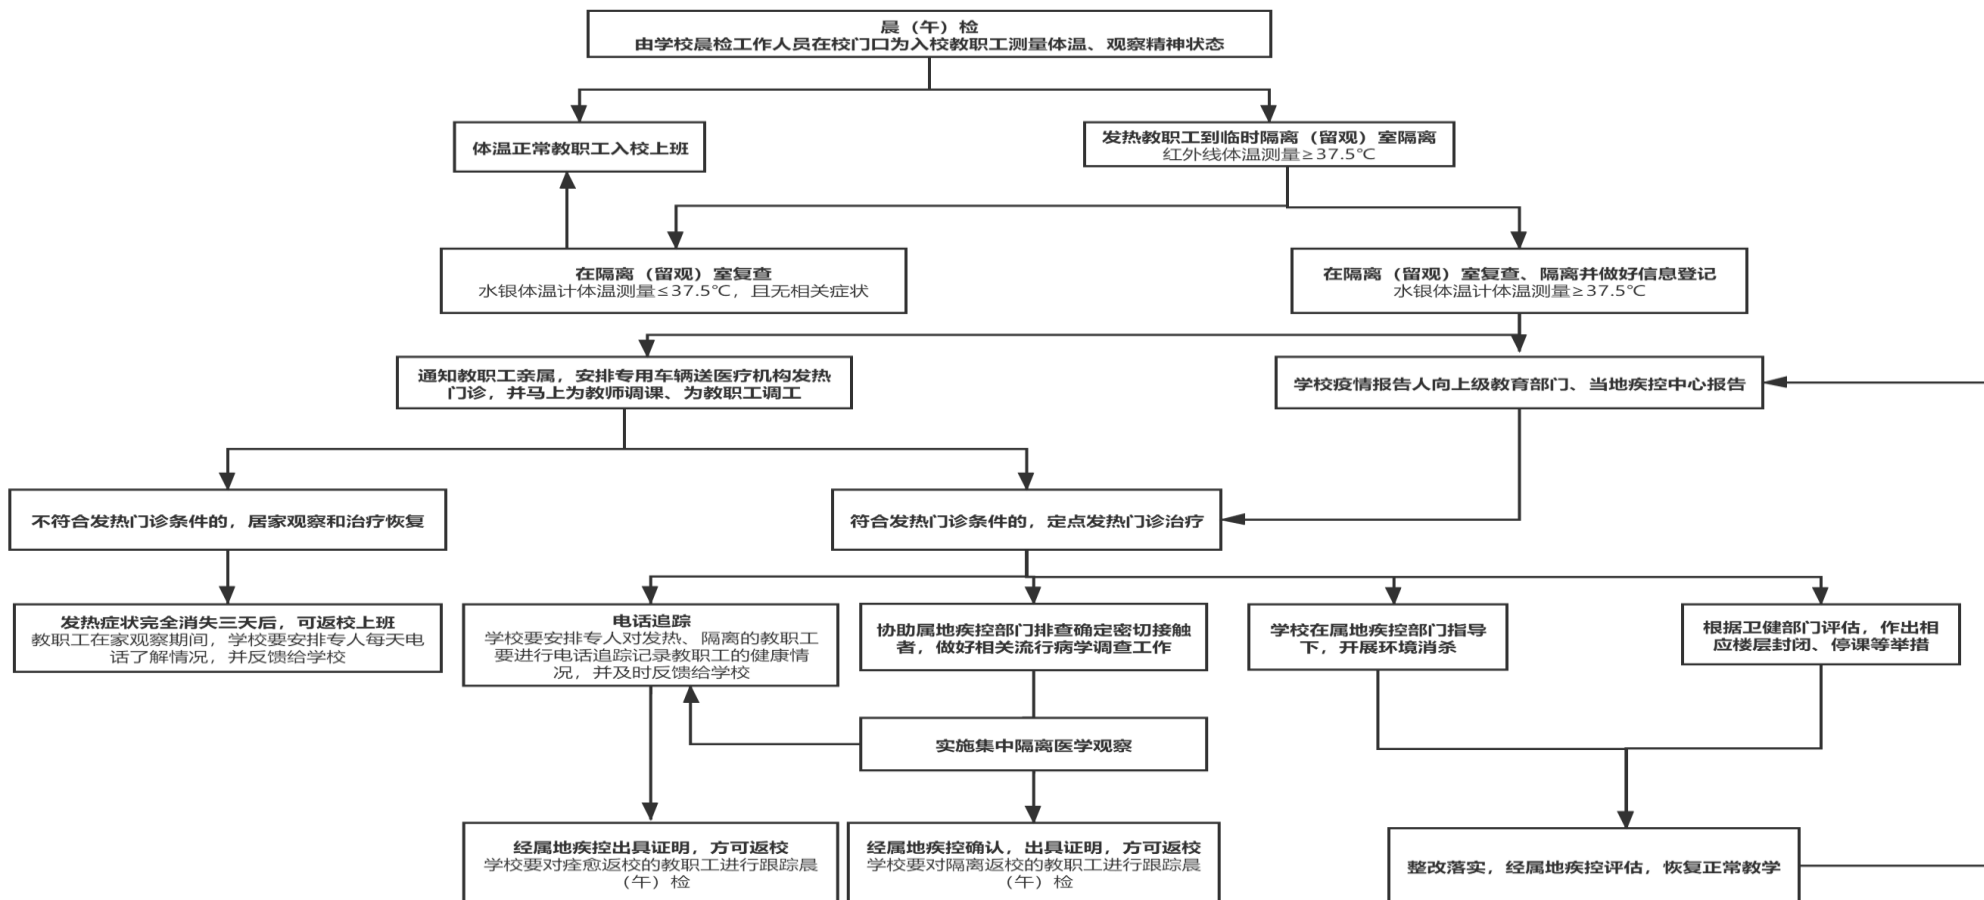 晨（午）检
由学校晨检工作人员在校门口为入校教职工测量体温、观察精神状态
体温正常教职工入校上班
发热教职工到临时隔离（留观）室隔离
红外线体温测量≥37.5℃
在隔离（留观）室复查
水银体温计体温测量≤37.5℃，且无相关症状
在隔离（留观）室复查、隔离并做好信息登记
水银体温计体温测量≥37.5℃
通知教职工亲属，安排专用车辆送医疗机构发热
门诊，并马上为教师调课、为教职工调工
学校疫情报告人向上级教育部门、当地疾控中心报告
不符合发热门诊条件的，居家观察和治疗恢复
符合发热门诊条件的，定点发热门诊治疗
发热症状完全消失三天后，可返校上班
教职工在家观察期间，学校要安排专人每天电
话了解情况，并反馈给学校
电话追踪
学校要安排专人对发热、隔离的教职工
要进行电话追踪记录教职工的健康情
况，并及时反馈给学校
协助属地疾控部门排查确定密切接触
者，做好相关流行病学调查工作
学校在属地疾控部门指导
下，开展环境消杀
根据卫健部门评估，作出相
应楼层封闭、停课等举措
实施集中隔离医学观察
经属地疾控出具证明，方可返校
学校要对痊愈返校的教职工进行跟踪晨
（午）检
经属地疾控确认，出具证明，方可返校
学校要对隔离返校的教职工进行跟踪晨
（午）检
整改落实，经属地疾控评估，恢复正常教学